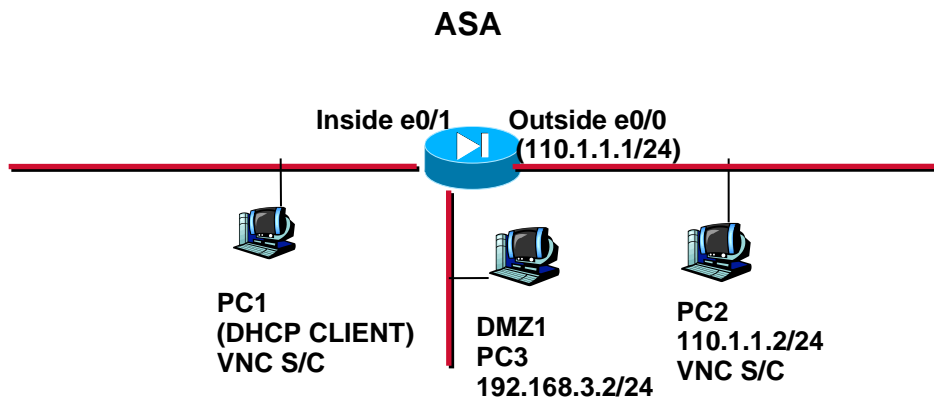 ASA
Inside e0/1
Outside e0/0
(110.1.1.1/24)
PC1
(DHCP CLIENT)
VNC S/C
DMZ1
PC3
192.168.3.2/24
PC2
110.1.1.2/24
VNC S/C